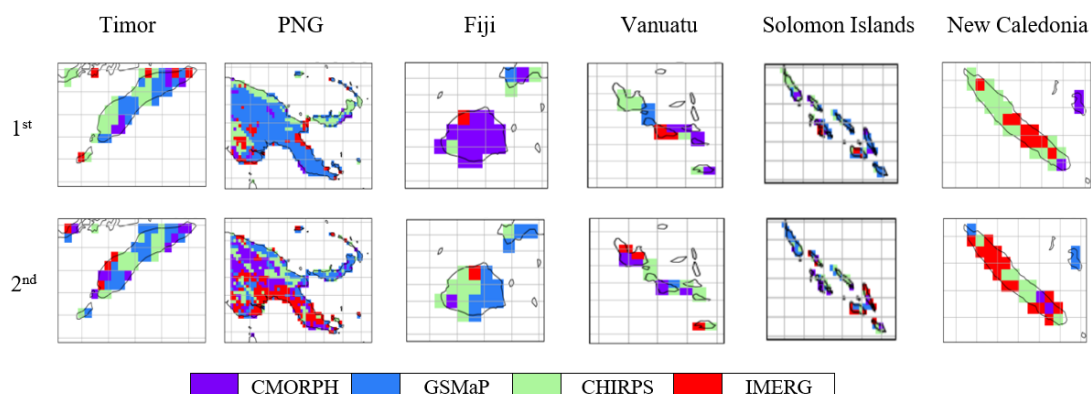 Timor PNG Fiji Vanuatu Solomon Islands New Caledonia
1st
2nd
CMORPH GSMaP CHIRPS IMERG